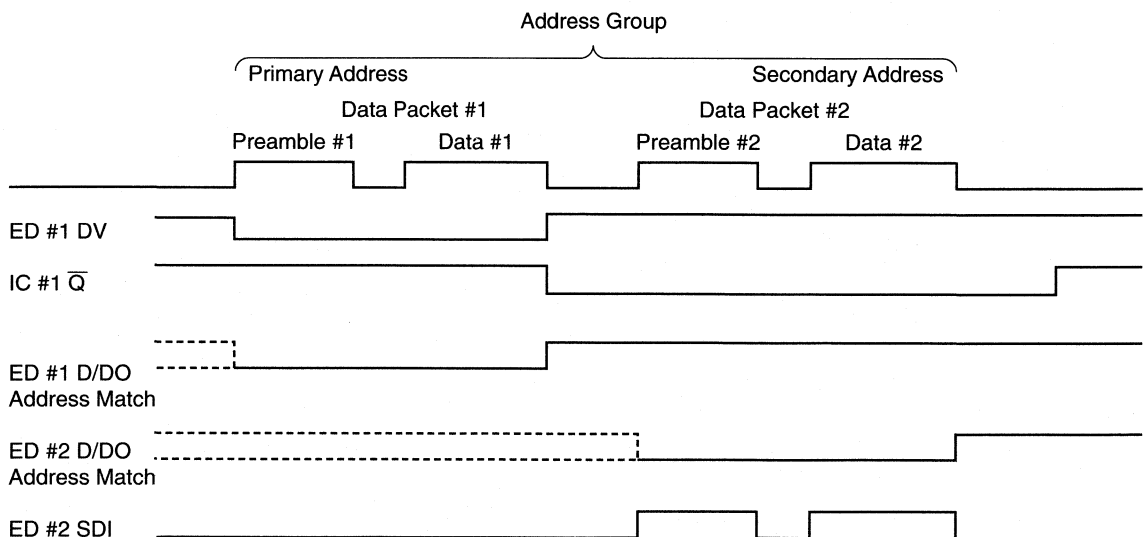 Address Group
Primary Address
Secondary Address
Data Packet #1
Data Packet #2
Preamble #1
Data #1
Preamble #2
Data #2
ED #1 DV
IC #1 Q̅
ED #1 D/DO
Address Match
ED #2 D/DO
Address Match
ED #2 SDI